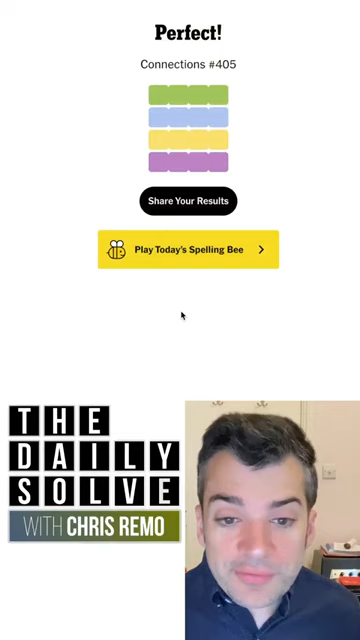 Perfect!
Connections #405
Share Your Results
Play Today's Spelling Bee
THE
DAILY
SOLVE
WITH CHRIS REMO